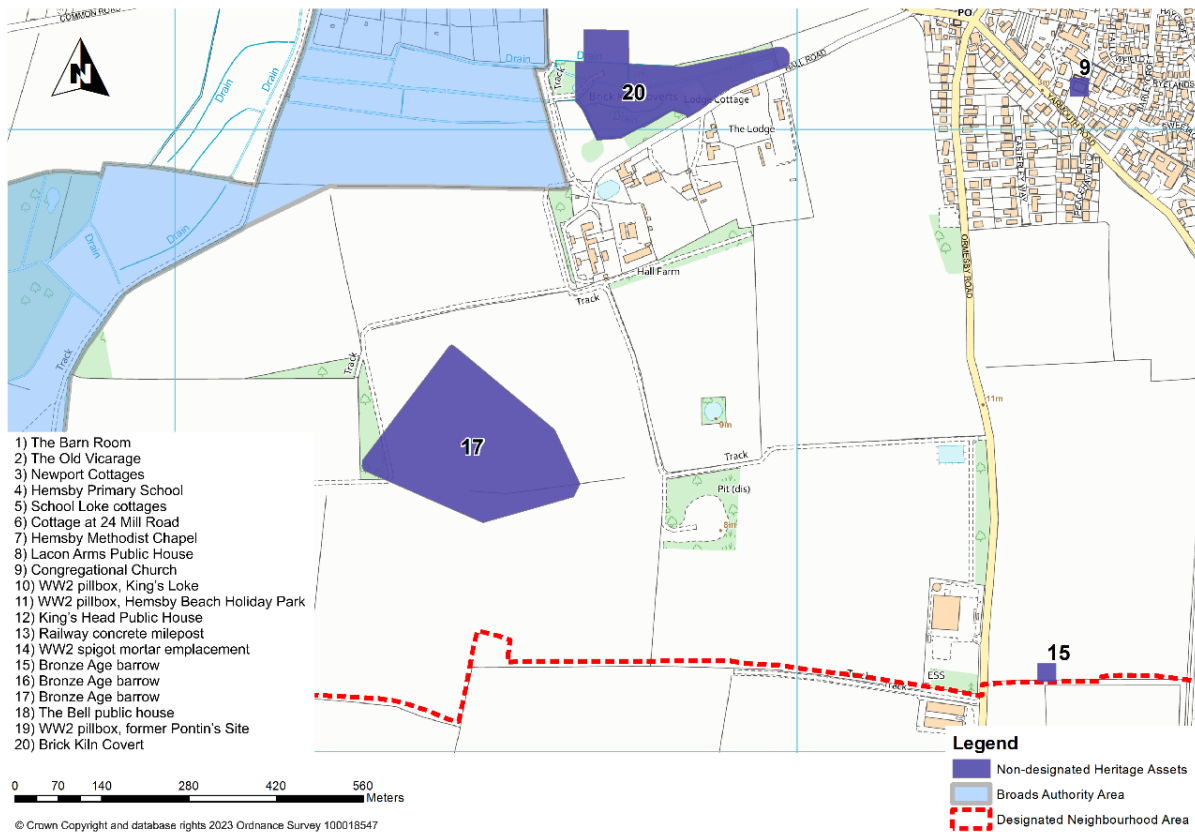 COMMON ROAD
N
Drain
Drain
Drain
Drain
Track
20
Lodge Cottage
HALL ROAD
The Lodge
PO
9
YARMOUTH ROAD
EASTERLEY WAY
ORMESBY ROAD
Drain
Drain
Hall Farm
Track
Track
Track
17
11m
9m
Track
Pit (dis)
8m
15
ESS
Track
Track
1) The Barn Room
2) The Old Vicarage
3) Newport Cottages
4) Hemsby Primary School
5) School Loke cottages
6) Cottage at 24 Mill Road
7) Hemsby Methodist Chapel
8) Lacon Arms Public House
9) Congregational Church
10) WW2 pillbox, King's Loke
11) WW2 pillbox, Hemsby Beach Holiday Park
12) King's Head Public House
13) Railway concrete milepost
14) WW2 spigot mortar emplacement
15) Bronze Age barrow
16) Bronze Age barrow
17) Bronze Age barrow
18) The Bell public house
19) WW2 pillbox, former Pontin's Site
20) Brick Kiln Covert
0 70 140 280 420 560
Meters
© Crown Copyright and database rights 2023 Ordnance Survey 100018547
Legend
Non-designated Heritage Assets
Broads Authority Area
Designated Neighbourhood Area